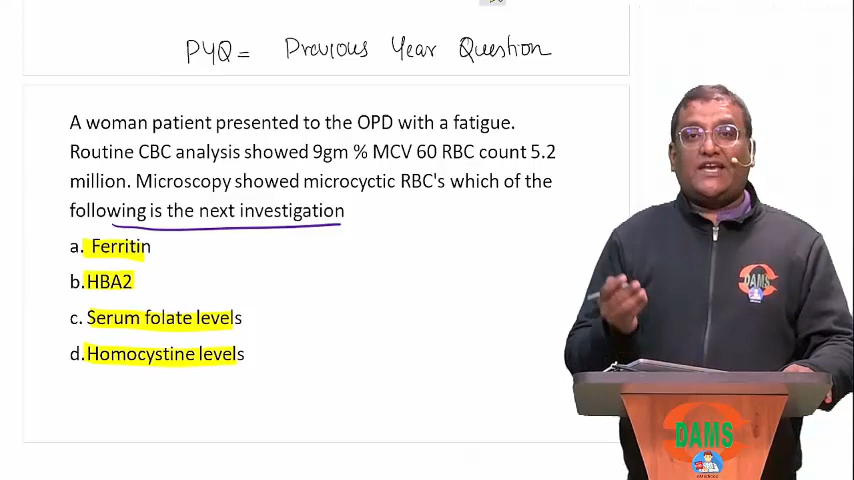 PYQ = Previous Year Question
A woman patient presented to the OPD with a fatigue.
Routine CBC analysis showed 9gm % MCV 60 RBC count 5.2
million. Microscopy showed microcyctic RBC's which of the
following is the next investigation
a. Ferritin
b.HBA2
c. Serum folate levels
d.Homocystine levels
DAMS
DAMS